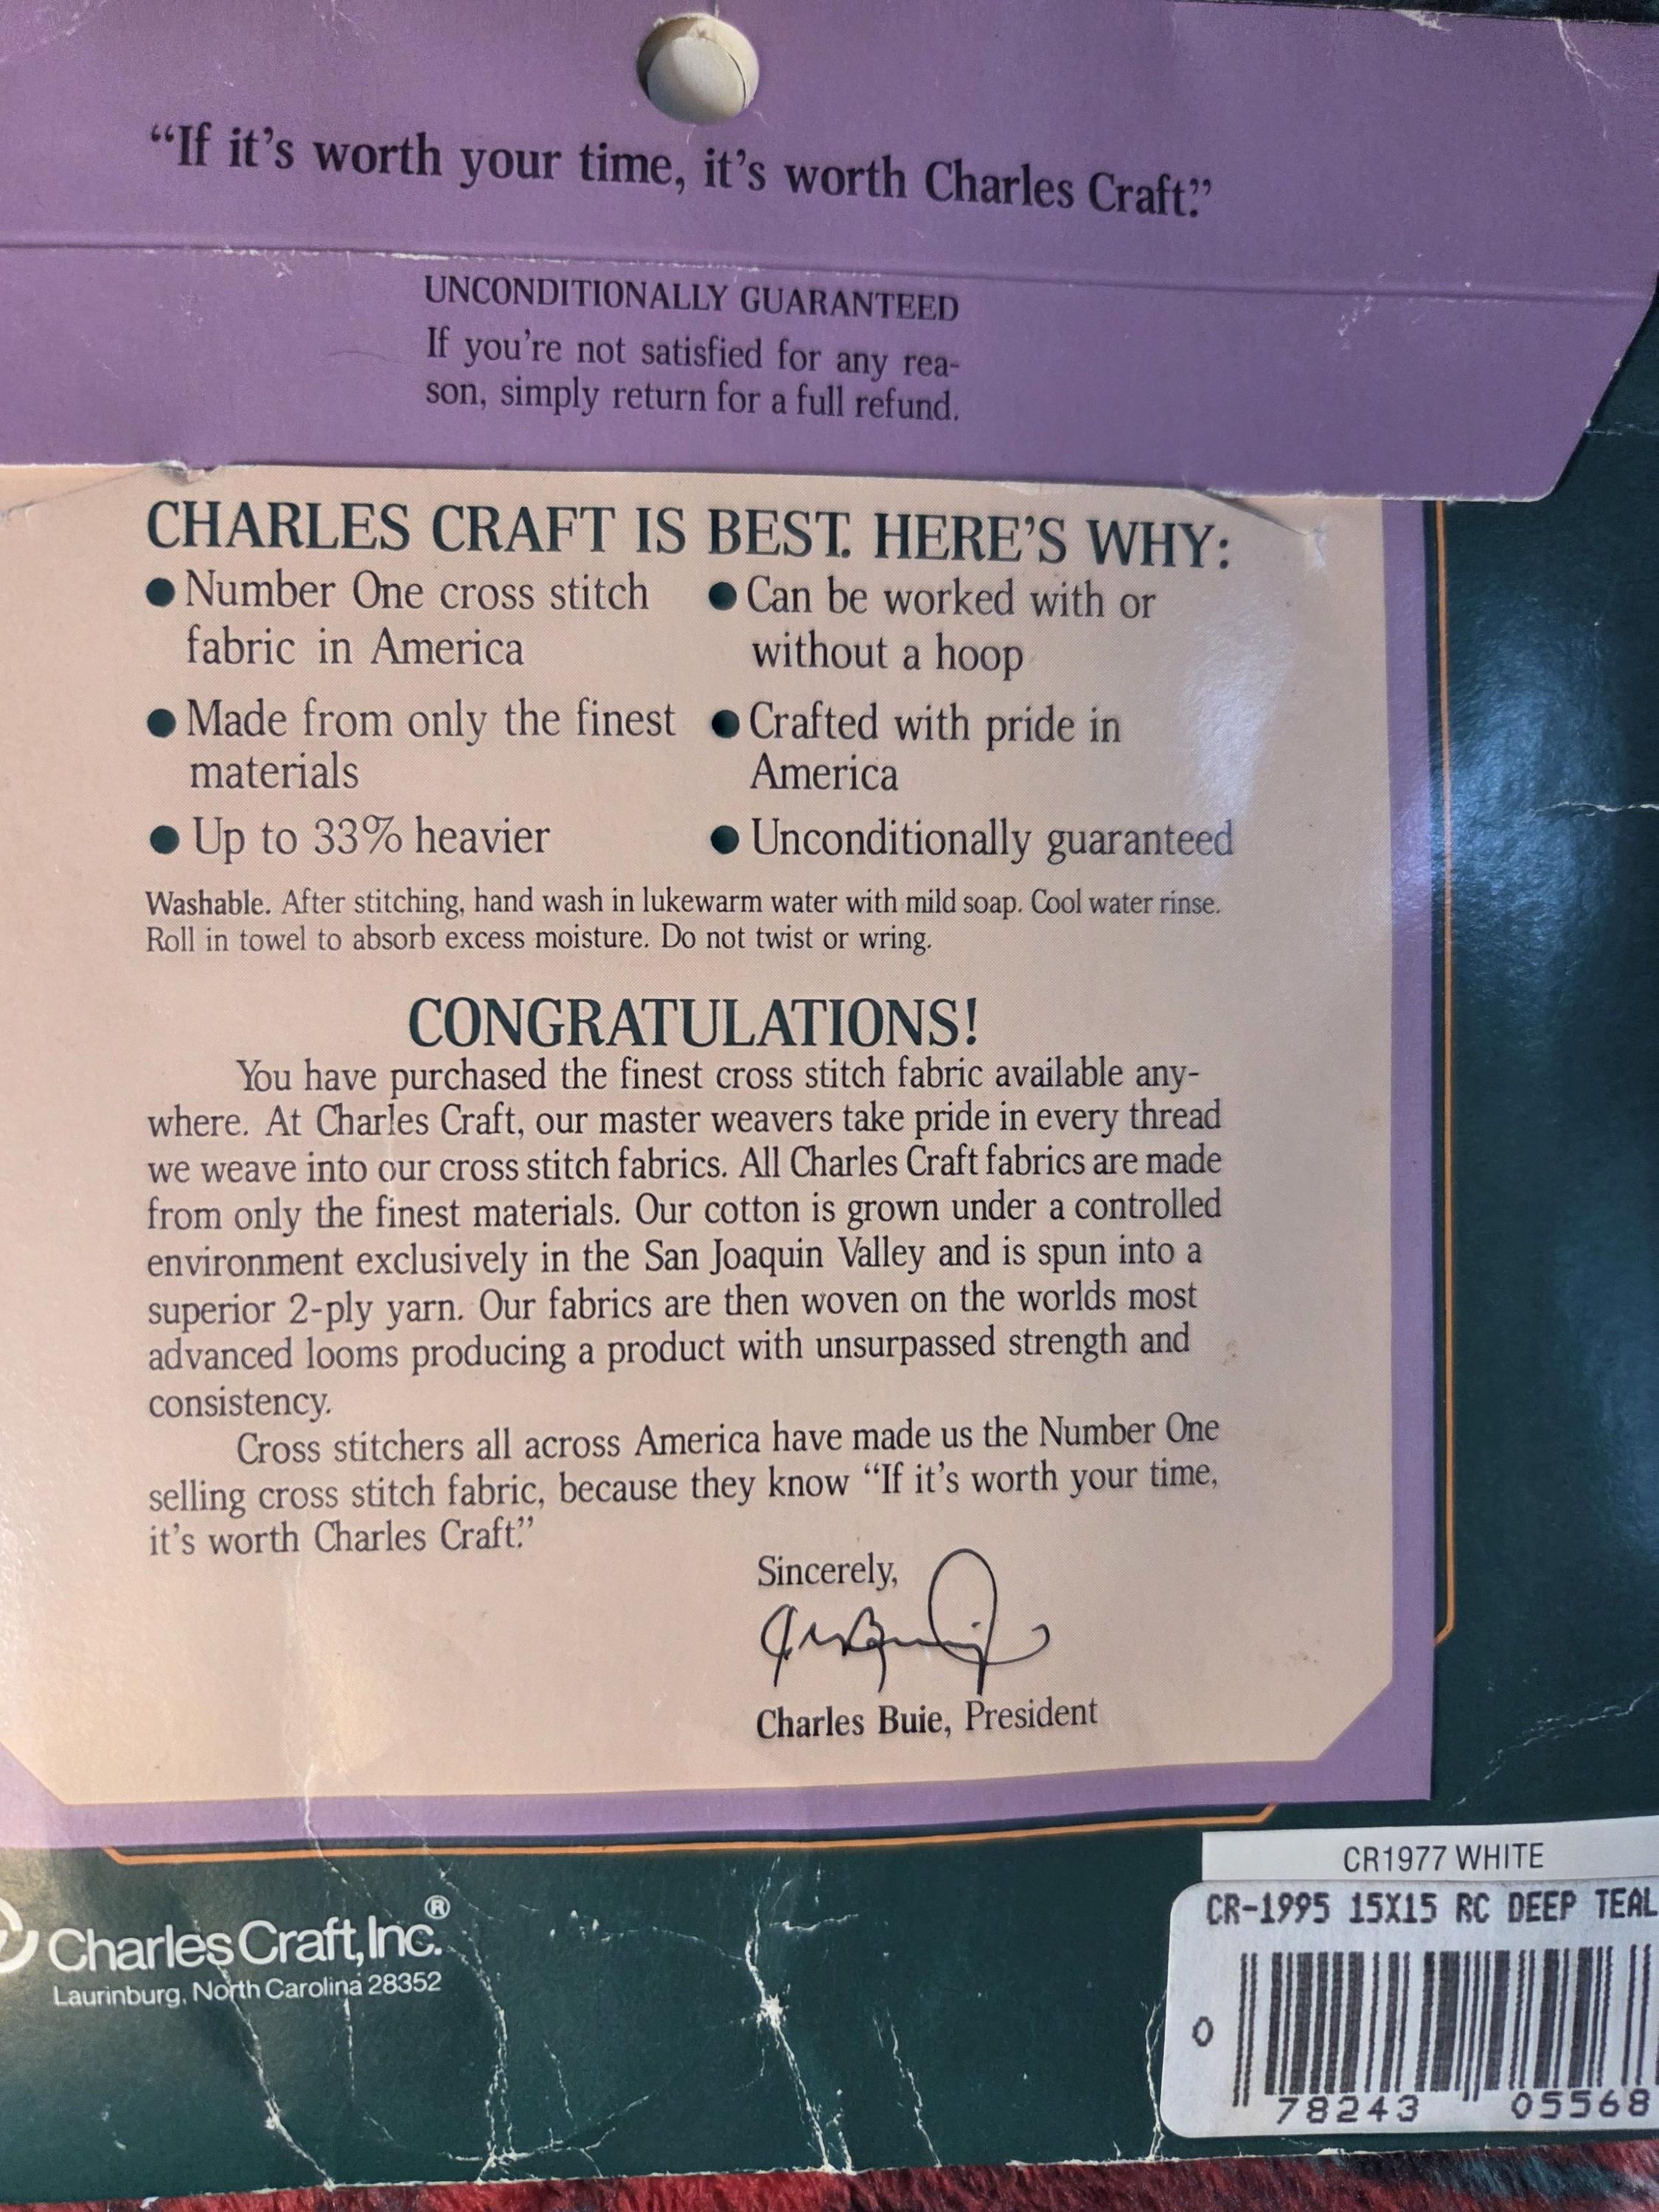 “If it’s worth your time, it’s worth Charles Craft.”
UNCONDITIONALLY GUARANTEED
If you're not satisfied for any rea-
son, simply return for a full refund.
CHARLES CRAFT IS BEST. HERE’S WHY:
● Number One cross stitch
fabric in America
● Made from only the finest
materials
● Up to 33% heavier
● Can be worked with or
without a hoop
● Crafted with pride in
America
● Unconditionally guaranteed
Washable. After stitching, hand wash in lukewarm water with mild soap. Cool water rinse.
Roll in towel to absorb excess moisture. Do not twist or wring.
CONGRATULATIONS!
You have purchased the finest cross stitch fabric available any-
where. At Charles Craft, our master weavers take pride in every thread
we weave into our cross stitch fabrics. All Charles Craft fabrics are made
from only the finest materials. Our cotton is grown under a controlled
environment exclusively in the San Joaquin Valley and is spun into a
superior 2-ply yarn. Our fabrics are then woven on the worlds most
advanced looms producing a product with unsurpassed strength and
consistency.
Cross stitchers all across America have made us the Number One
selling cross stitch fabric, because they know “If it’s worth your time,
it’s worth Charles Craft.”
Sincerely,
Charles Buie, President
Charles Craft, Inc.®
Laurinburg, North Carolina 28352
CR1977 WHITE
CR-1995 15X15 RC DEEP TEAL
0 78243 05568